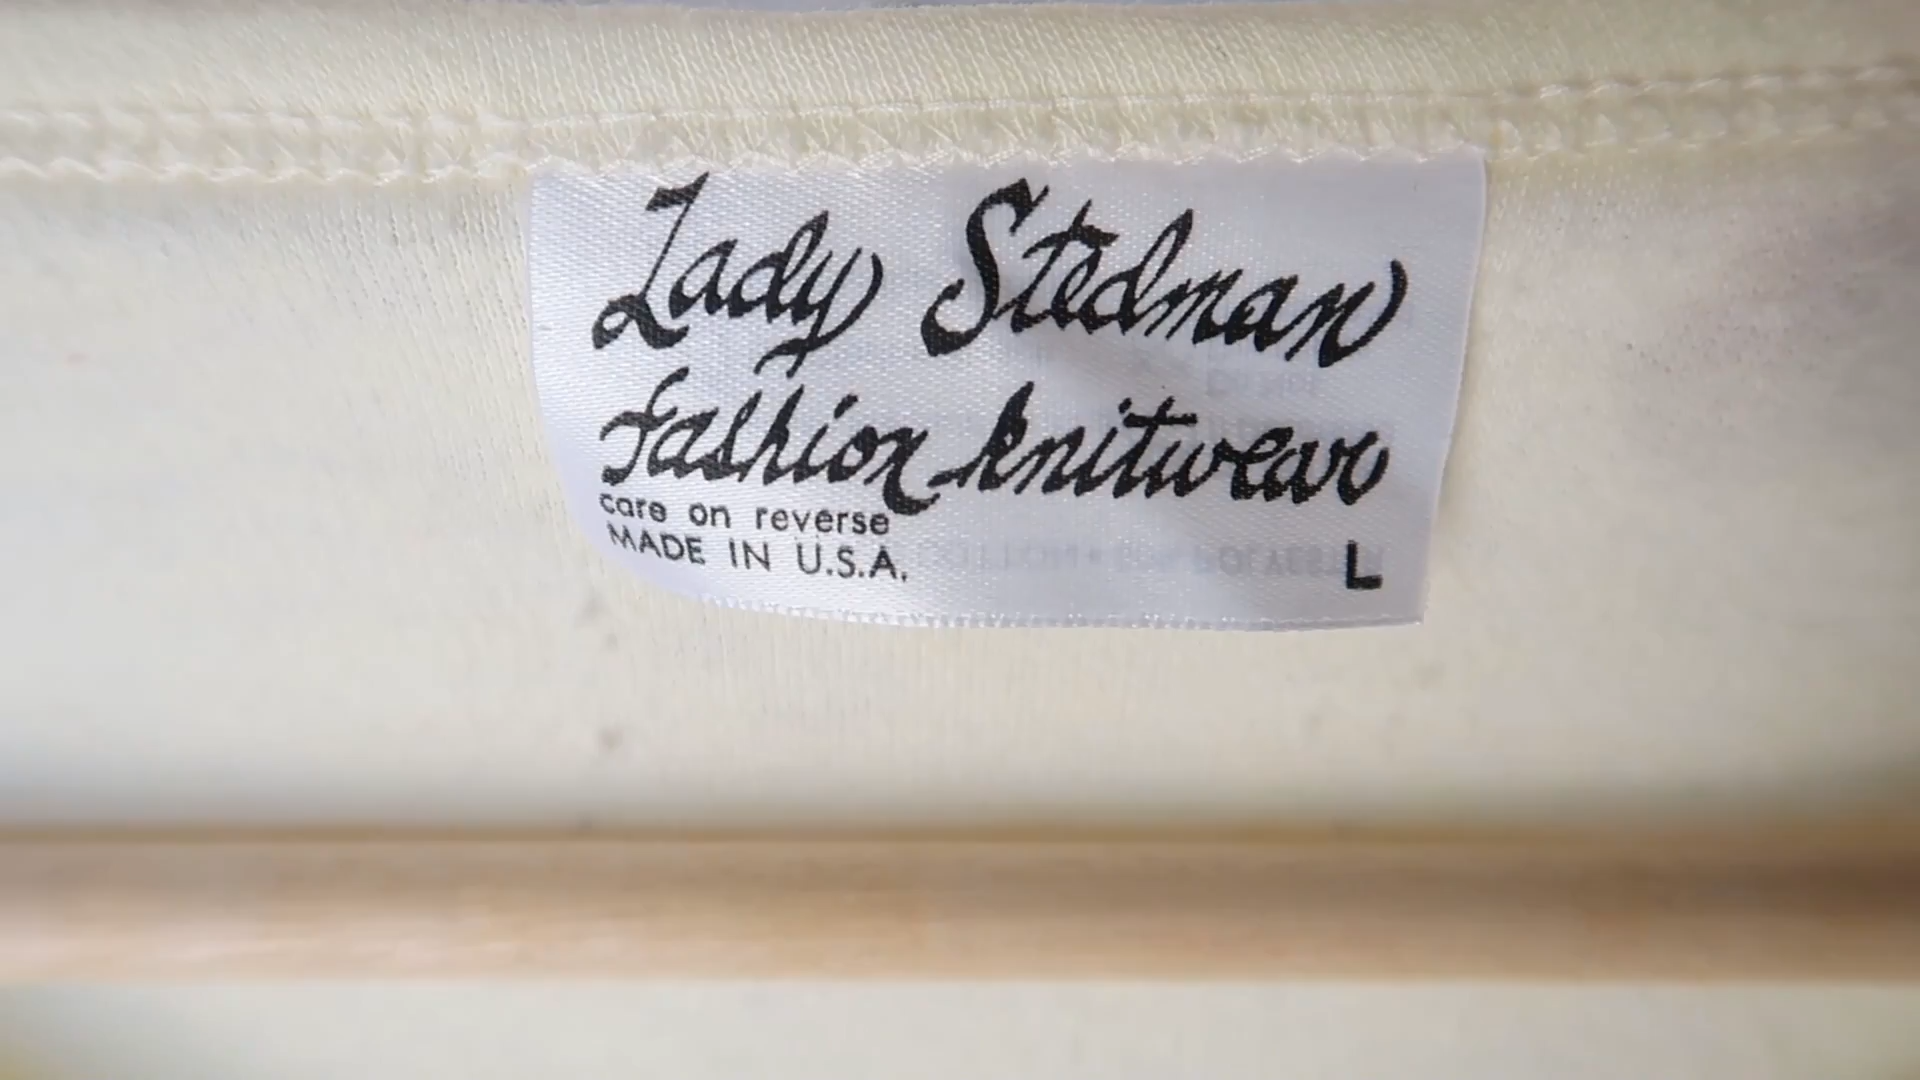 Lady Stedman
fashion knitwear
care on reverse
MADE IN U.S.A.
L